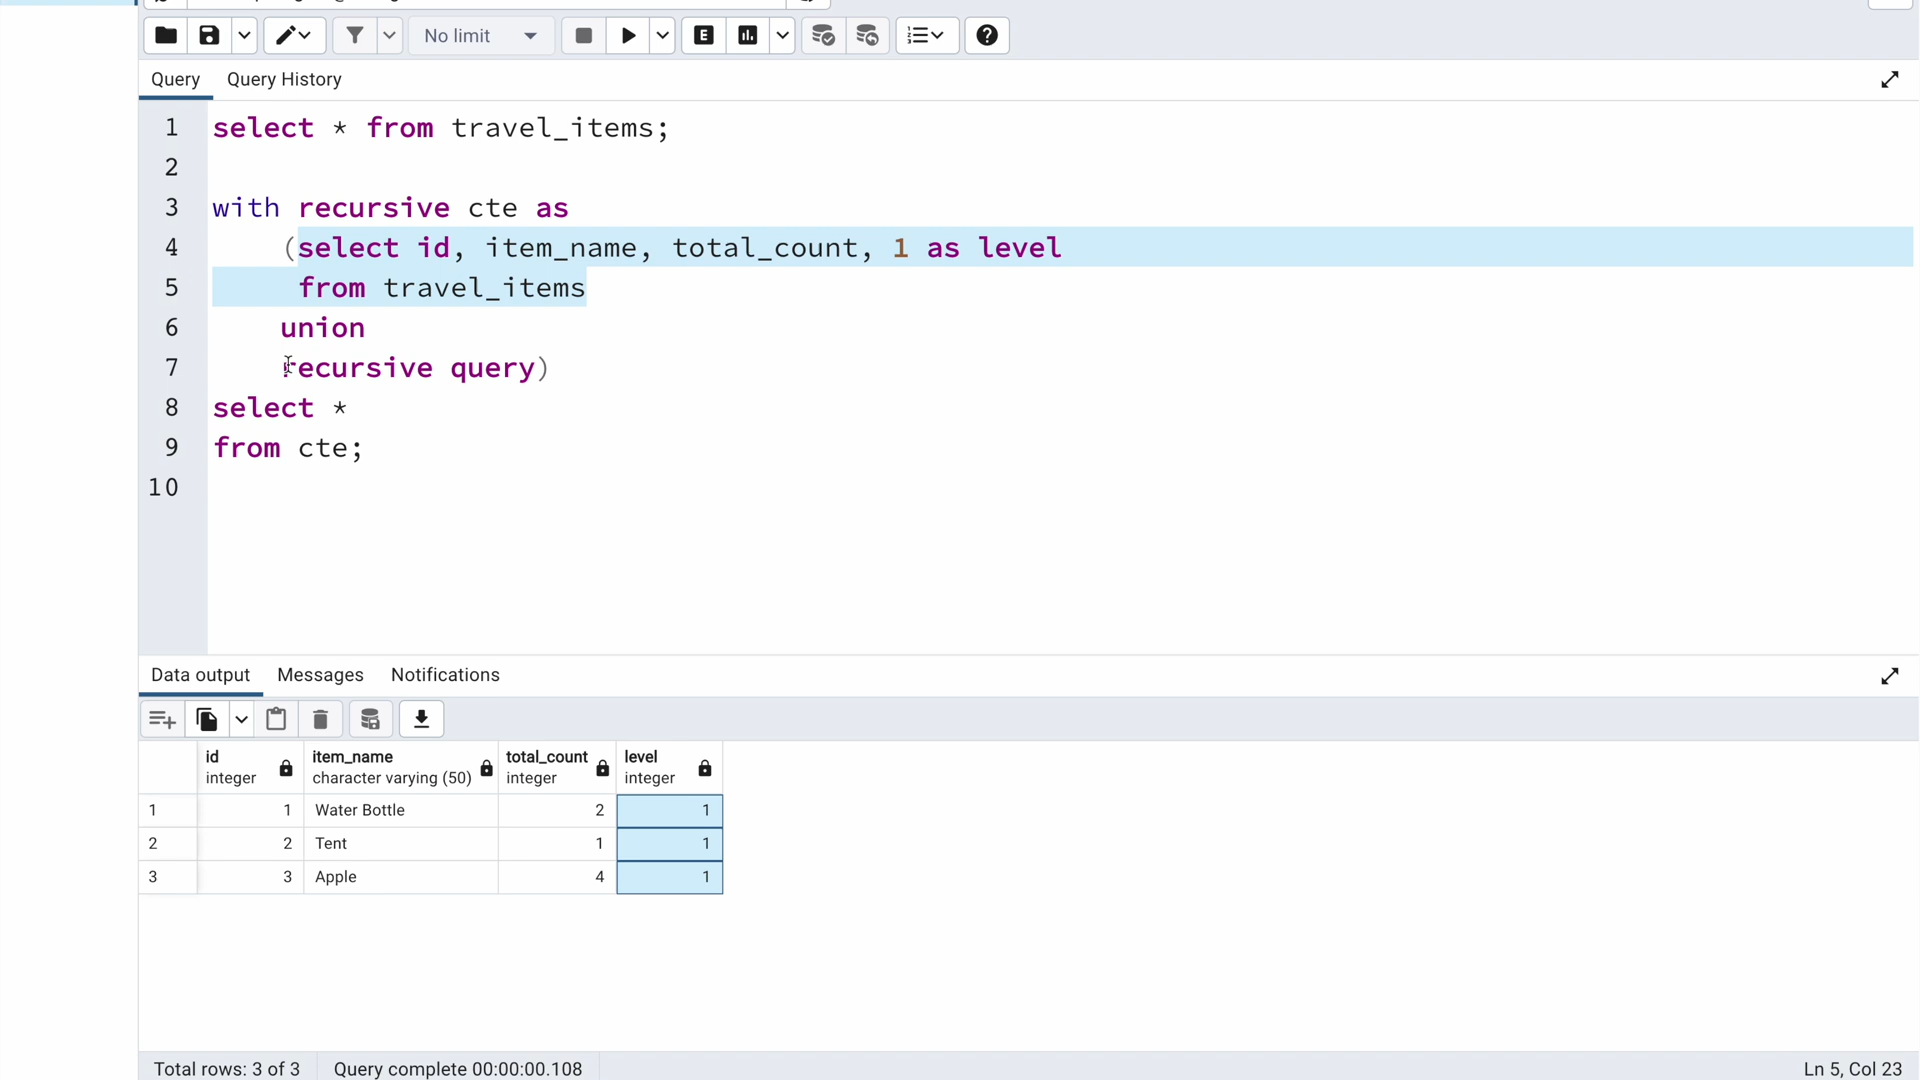 No limit
E
Query Query History
1 select * from travel_items;
2
3 with recursive cte as
4 (select id, item_name, total_count, 1 as level
5 from travel_items
6 union
7 recursive query)
8 select *
9 from cte;
10
Data output Messages Notifications
id item_name total_count level
integer character varying (50) integer integer
1 1 Water Bottle 2 1
2 2 Tent 1 1
3 3 Apple 4 1
Total rows: 3 of 3 Query complete 00:00:00.108 Ln 5, Col 23